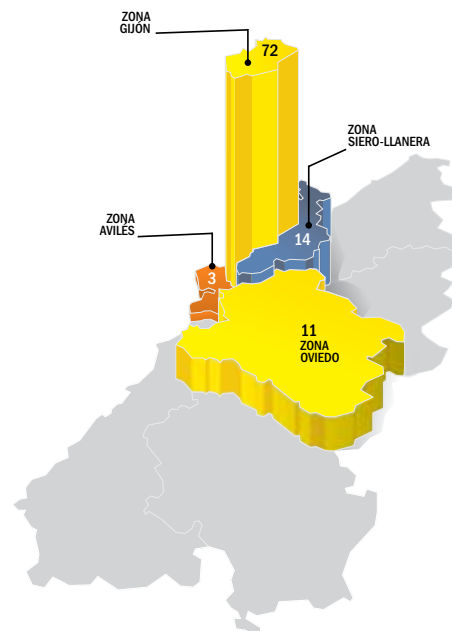 ZONA
GIJÓN
72
ZONA
SIERO-LLANERA
14
ZONA
AVILÉS
3
11
ZONA
OVIEDO